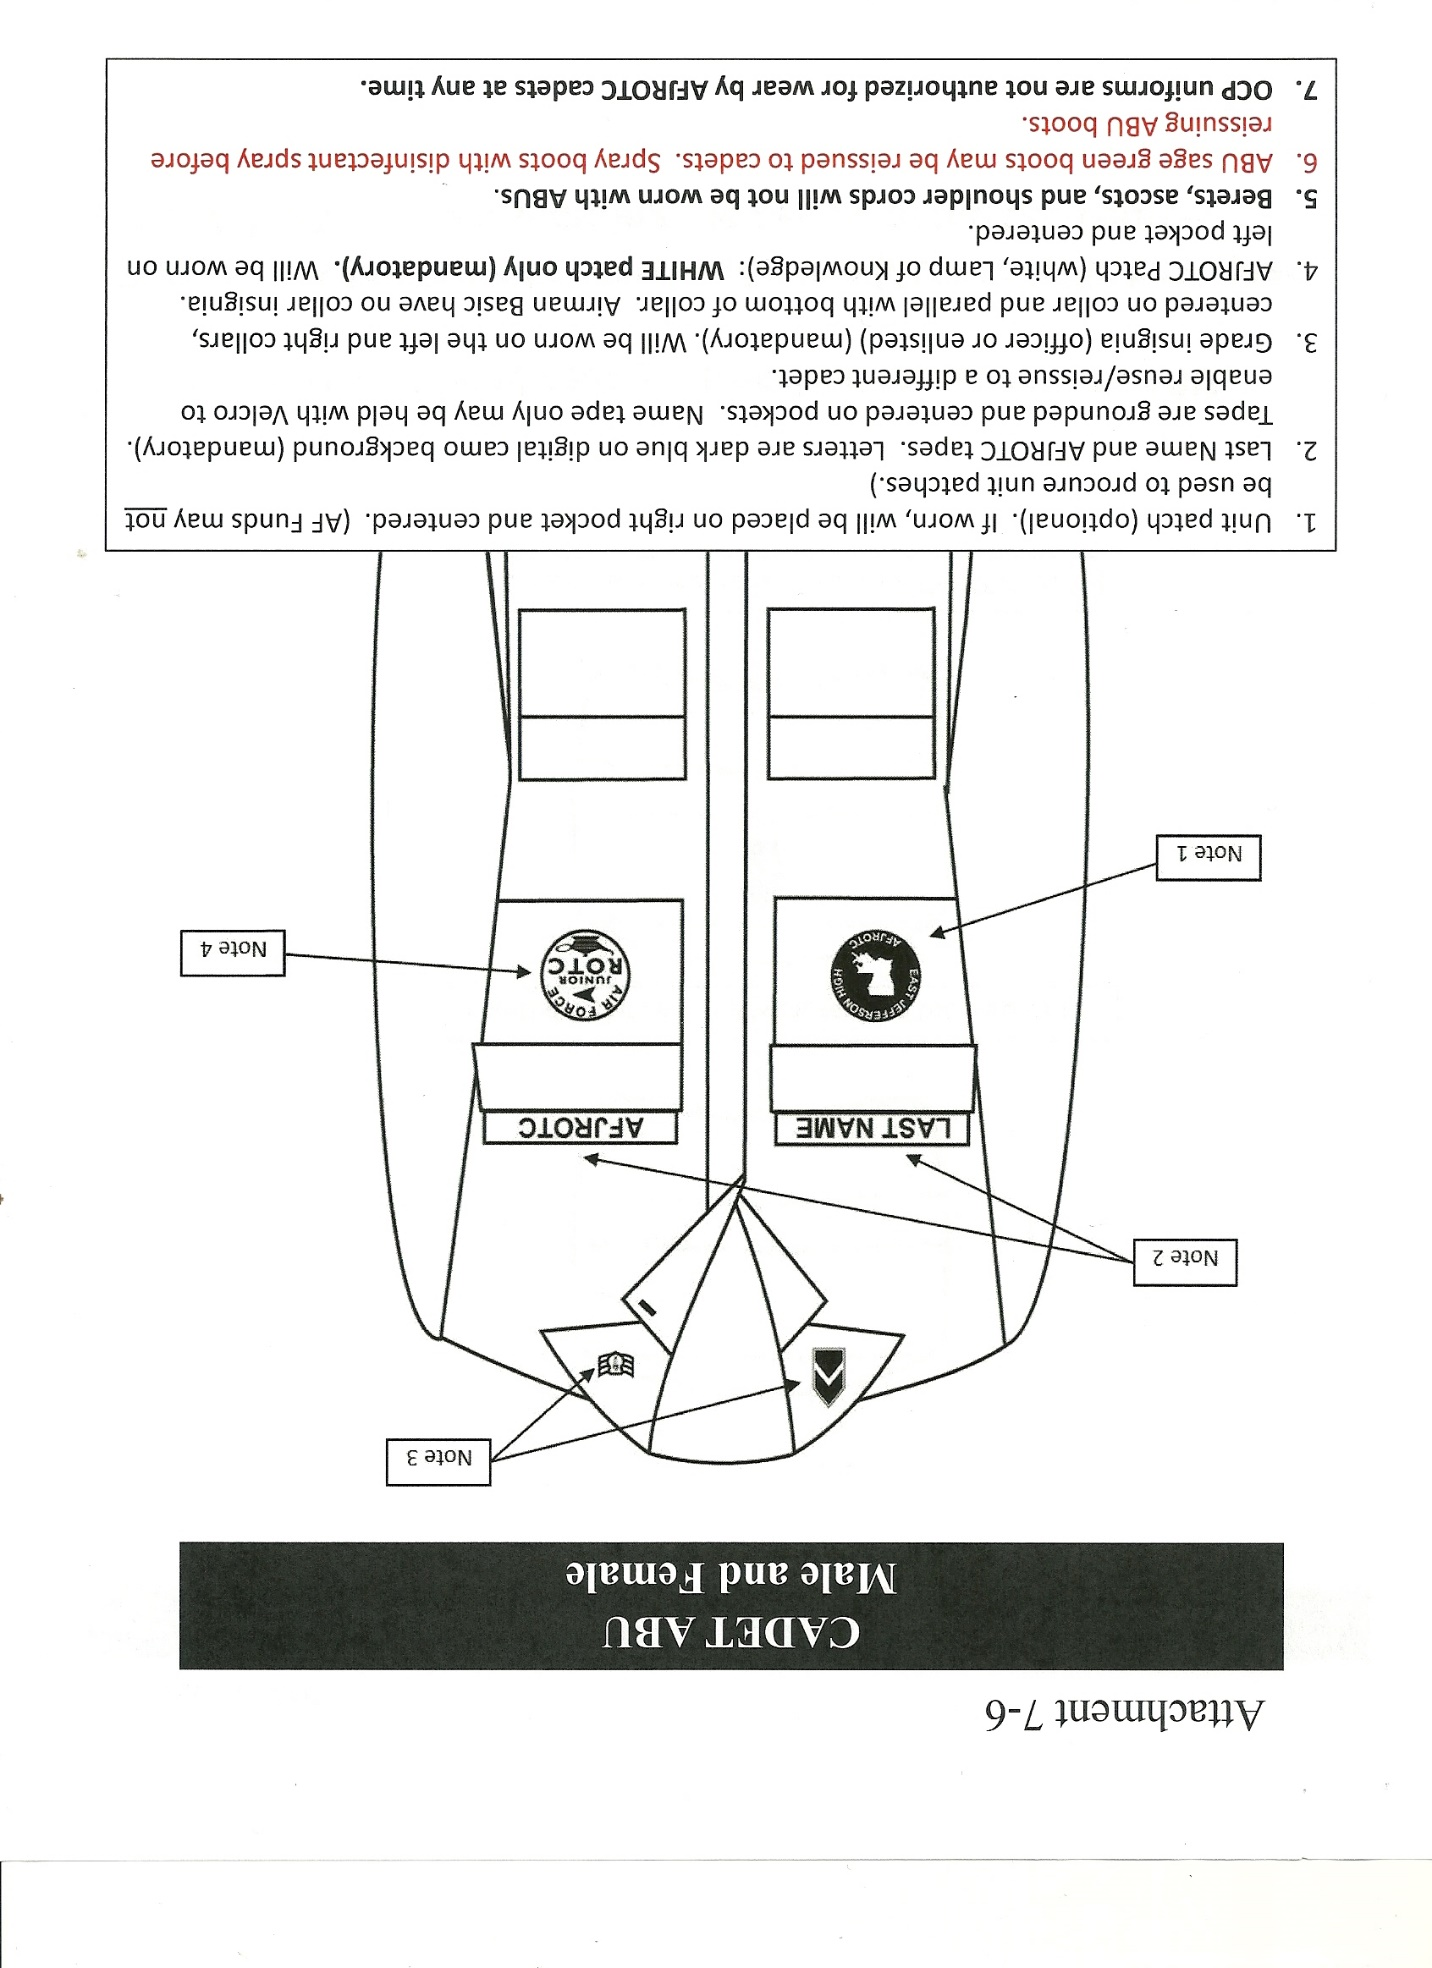 Attachment 7-6
CADET ABU
Male and Female
Note 3
Note 2
LAST NAME
AFJROTC
EAST JEFFERSON HIGH
AFJROTC
AIR FORCE
JUNIOR
ROTC
Note 4
Note 1
1. Unit patch (optional). If worn, will be placed on right pocket and centered. (AF Funds may not
be used to procure unit patches.)
2. Last Name and AFJROTC tapes. Letters are dark blue on digital camo background (mandatory).
Tapes are grounded and centered on pockets. Name tape only may be held with Velcro to
enable reuse/reissue to a different cadet.
3. Grade insignia (officer or enlisted) (mandatory). Will be worn on the left and right collars,
centered on collar and parallel with bottom of collar. Airman Basic have no collar insignia.
4. AFJROTC Patch (white, Lamp of Knowledge): WHITE patch only (mandatory). Will be worn on
left pocket and centered.
5. Berets, ascots, and shoulder cords will not be worn with ABUs.
6. ABU sage green boots may be reissued to cadets. Spray boots with disinfectant spray before
reissuing ABU boots.
7. OCP uniforms are not authorized for wear by AFJROTC cadets at any time.